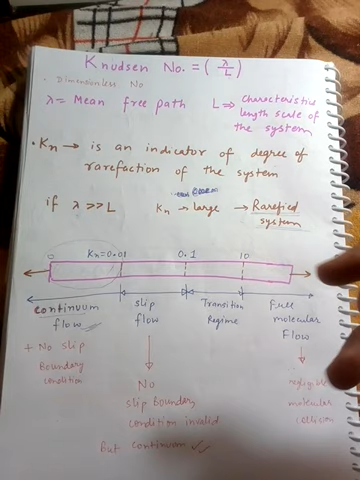 Knudsen No. = (λ/L)
- Dimensionless No
λ = Mean free path L ⇒ characteristic
length scale of
the system
• Kn → is an indicator of degree of
rarefaction of the system
if λ >> L Kn → large → Rarefied
system
0 Kn = 0.01 0.1 10
continuum flow slip flow Transition Regime Free molecular Flow
+ No slip
Boundary
condition
No
slip boundary
condition invalid
But continuum ✓✓
molecular
collision